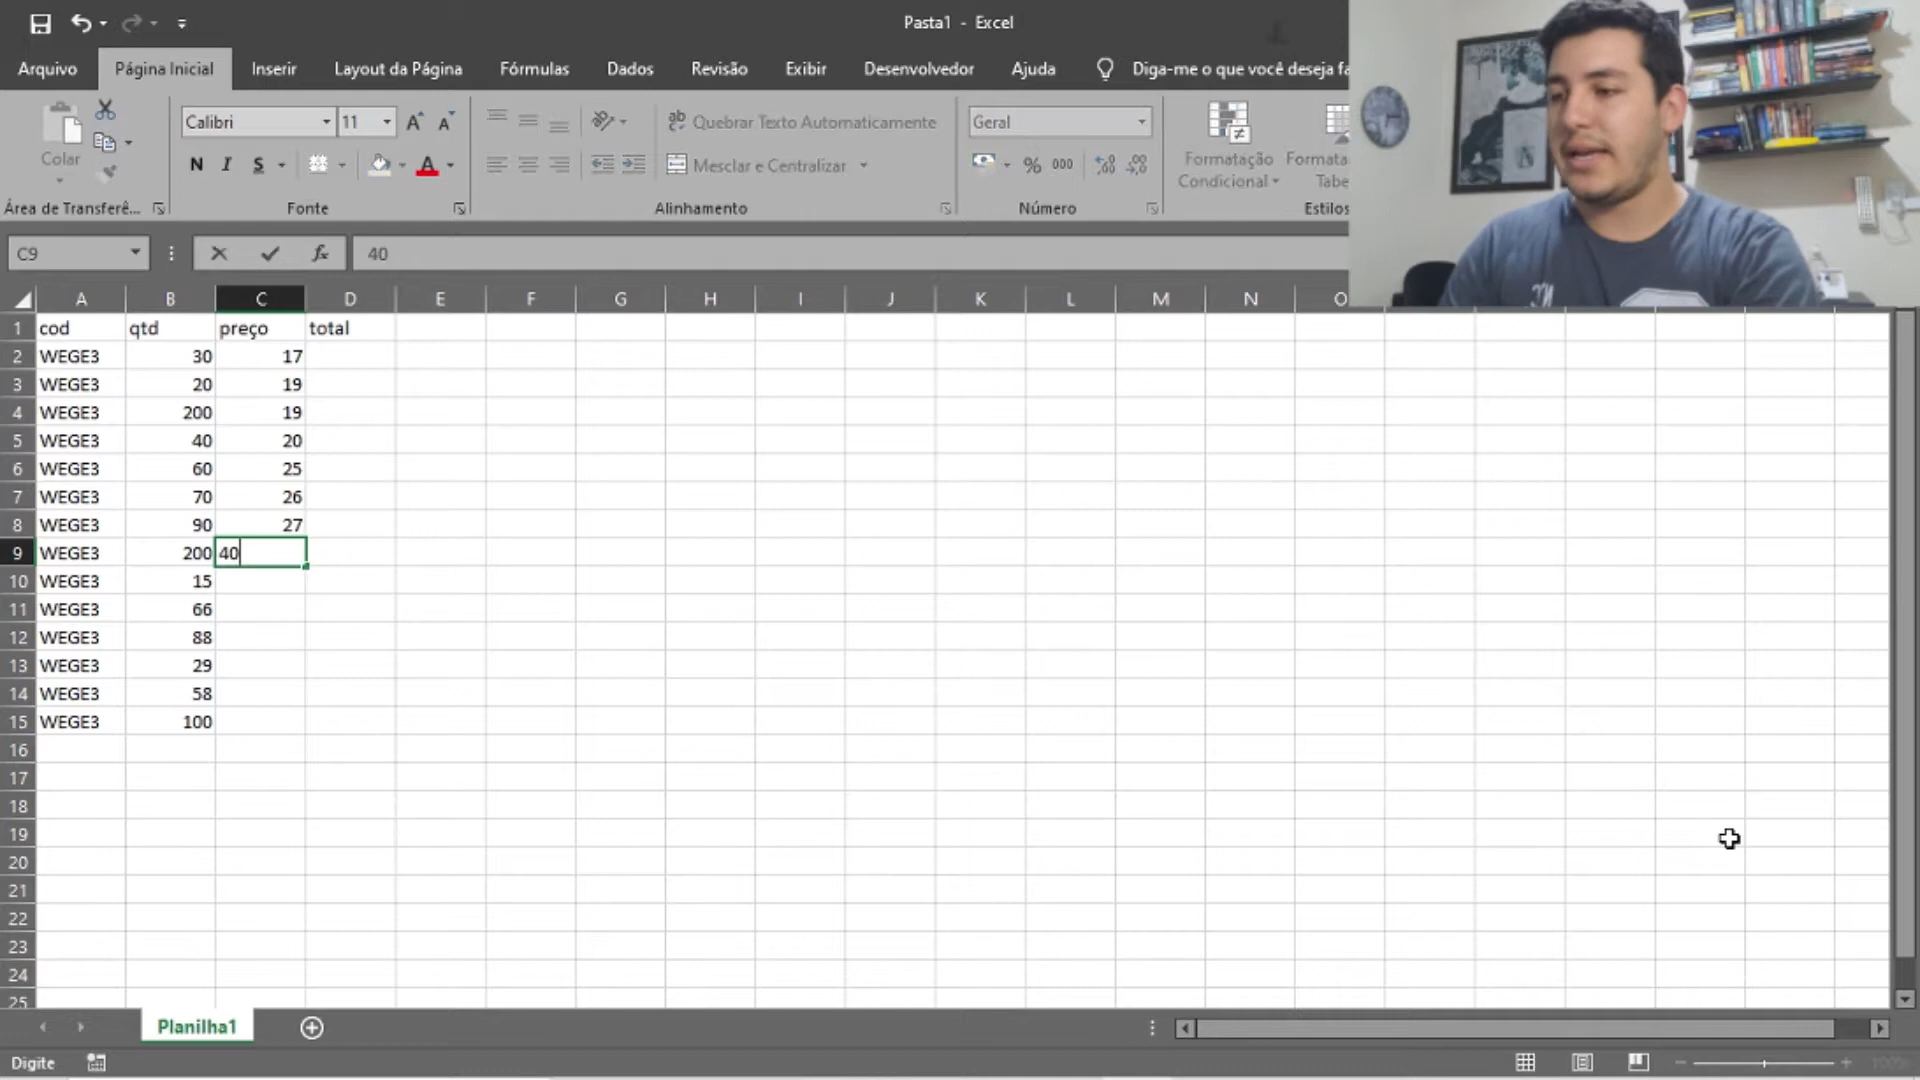 Pasta1 - Excel
Arquivo Página Inicial Inserir Layout da Página Fórmulas Dados Revisão Exibir Desenvolvedor Ajuda Diga-me o que você deseja fa
Calibri 11 Quebrar Texto Automaticamente Geral
Colar N I S A Mesclar e Centralizar % 000 Formatação Condicional Formata Tabe
Área de Transferê... Fonte Alinhamento Número Estilos
C9 fx 40
A B C D E F G H I J K L M N O
1 cod qtd preço total
2 WEGE3 30 17
3 WEGE3 20 19
4 WEGE3 200 19
5 WEGE3 40 20
6 WEGE3 60 25
7 WEGE3 70 26
8 WEGE3 90 27
9 WEGE3 200 40
10 WEGE3 15
11 WEGE3 66
12 WEGE3 88
13 WEGE3 29
14 WEGE3 58
15 WEGE3 100
16
17
18
19
20
21
22
23
24
25
Planilha1
Digite